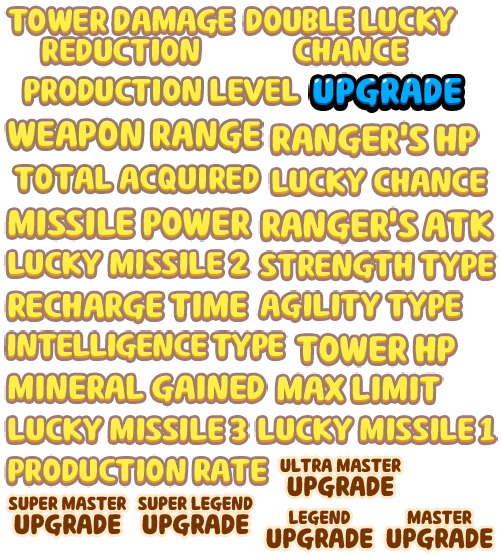 TOWER DAMAGE REDUCTION
DOUBLE LUCKY CHANCE
PRODUCTION LEVEL
UPGRADE
WEAPON RANGE
RANGER'S HP
TOTAL ACQUIRED
LUCKY CHANCE
MISSILE POWER
RANGER'S ATK
LUCKY MISSILE 2
STRENGTH TYPE
RECHARGE TIME
AGILITY TYPE
INTELLIGENCE TYPE
TOWER HP
MINERAL GAINED
MAX LIMIT
LUCKY MISSILE 3
LUCKY MISSILE 1
PRODUCTION RATE
ULTRA MASTER
UPGRADE
SUPER MASTER
UPGRADE
SUPER LEGEND
UPGRADE
LEGEND
UPGRADE
MASTER
UPGRADE